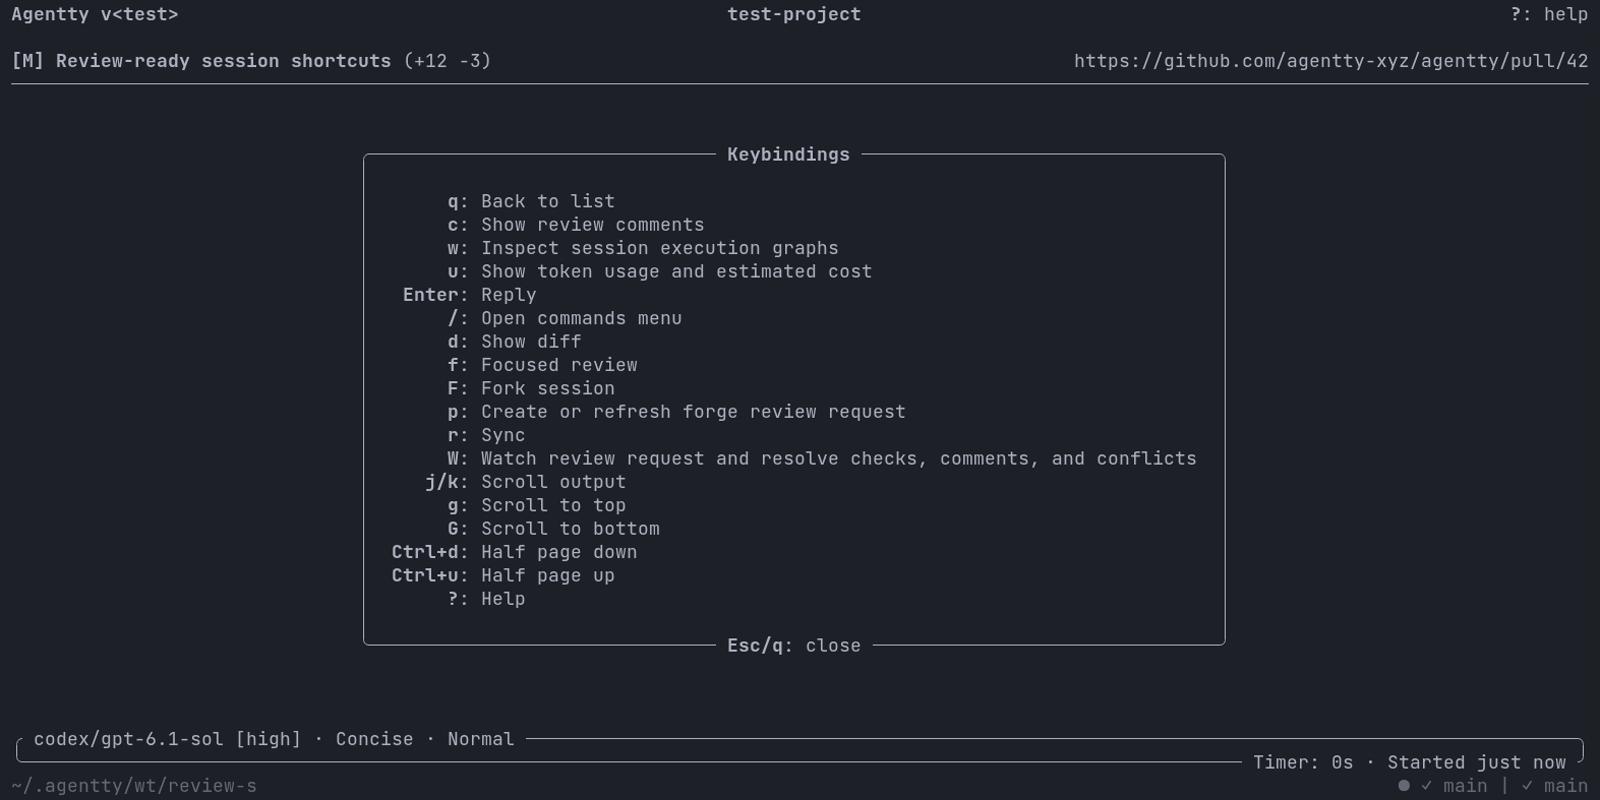 Agentty v<test> test-project ?: help
[M] Review-ready session shortcuts (+12 -3) https://github.com/agentty-xyz/agentty/pull/42
Keybindings
q: Back to list
c: Show review comments
w: Inspect session execution graphs
u: Show token usage and estimated cost
Enter: Reply
/: Open commands menu
d: Show diff
f: Focused review
F: Fork session
p: Create or refresh forge review request
r: Sync
W: Watch review request and resolve checks, comments, and conflicts
j/k: Scroll output
g: Scroll to top
G: Scroll to bottom
Ctrl+d: Half page down
Ctrl+u: Half page up
?: Help
Esc/q: close
codex/gpt-6.1-sol [high] · Concise · Normal
Timer: 0s · Started just now
~/.agentty/wt/review-s ● ✓ main | ✓ main